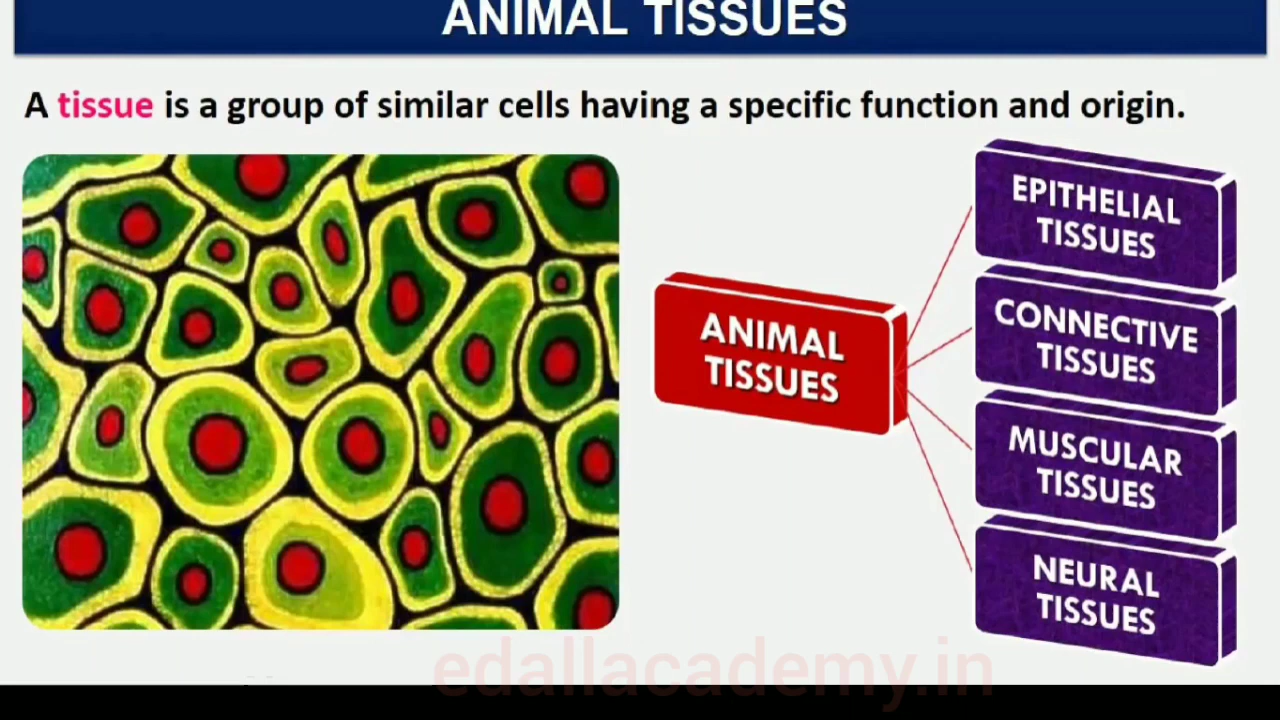 ANIMAL TISSUES
A tissue is a group of similar cells having a specific function and origin.
ANIMAL
TISSUES
EPITHELIAL
TISSUES
CONNECTIVE
TISSUES
MUSCULAR
TISSUES
NEURAL
TISSUES
edallacademy.in